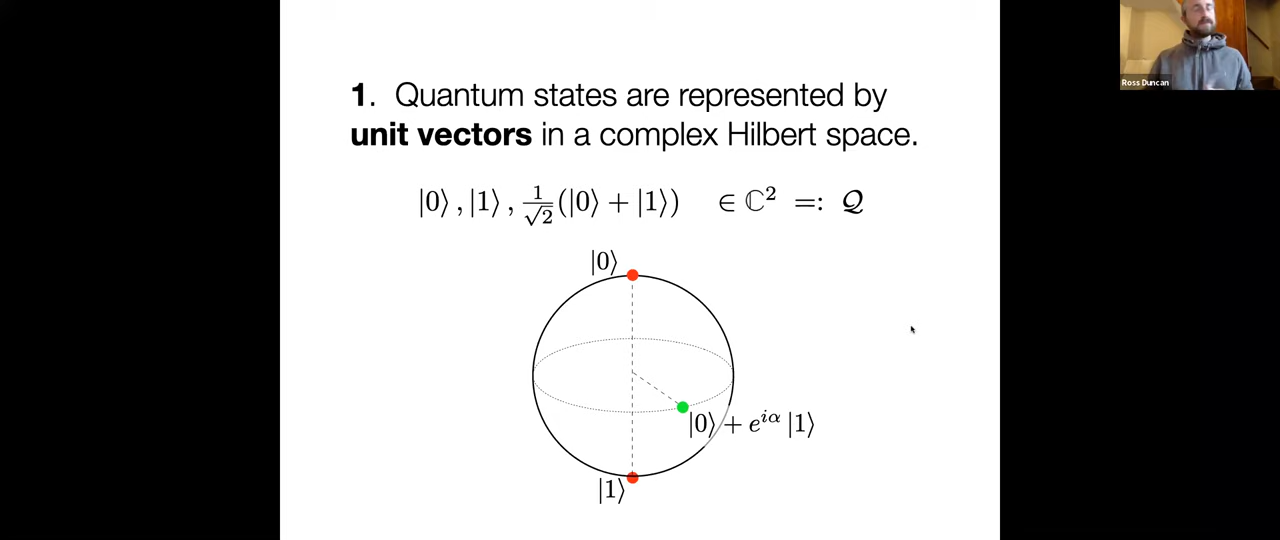 1. Quantum states are represented by
unit vectors in a complex Hilbert space.
|0⟩ , |1⟩ , 1/√2 (|0⟩ + |1⟩) ∈ ℂ² =: 𝒬
|0⟩
|0⟩ + e^{iα} |1⟩
|1⟩
Ross Duncan